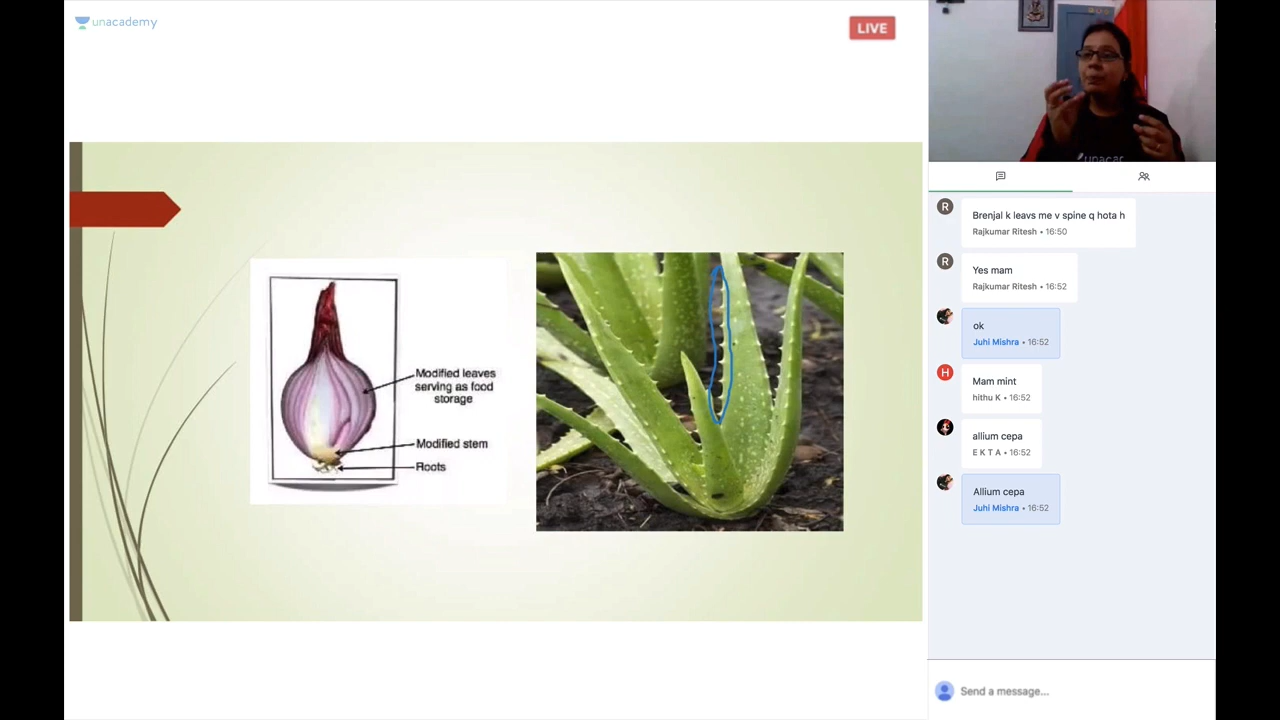 unacademy
LIVE
Modified leaves
serving as food
storage
Modified stem
Roots
unacad
R
Brenjal k leavs me v spine q hota h
Rajkumar Ritesh • 16:50
R
Yes mam
Rajkumar Ritesh • 16:52
ok
Juhi Mishra • 16:52
H
Mam mint
hithu K • 16:52
allium cepa
E K T A • 16:52
Allium cepa
Juhi Mishra • 16:52
Send a message...